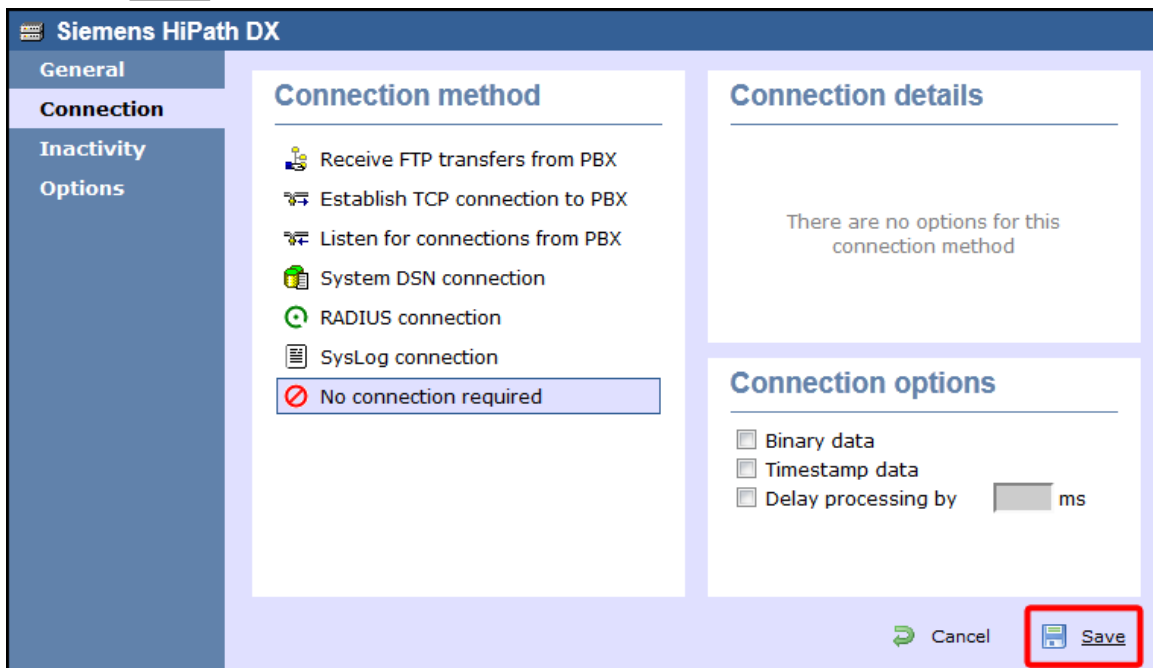 Siemens HiPath DX
General
Connection
Inactivity
Options
Connection method
Receive FTP transfers from PBX
Establish TCP connection to PBX
Listen for connections from PBX
System DSN connection
RADIUS connection
SysLog connection
No connection required
Connection details
There are no options for this
connection method
Connection options
Binary data
Timestamp data
Delay processing by ms
Cancel
Save